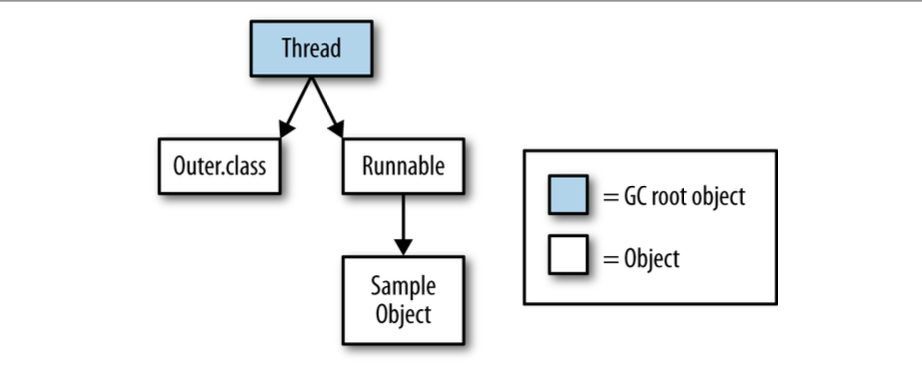 Thread
Outer.class
Runnable
Sample
Object
= GC root object
= Object